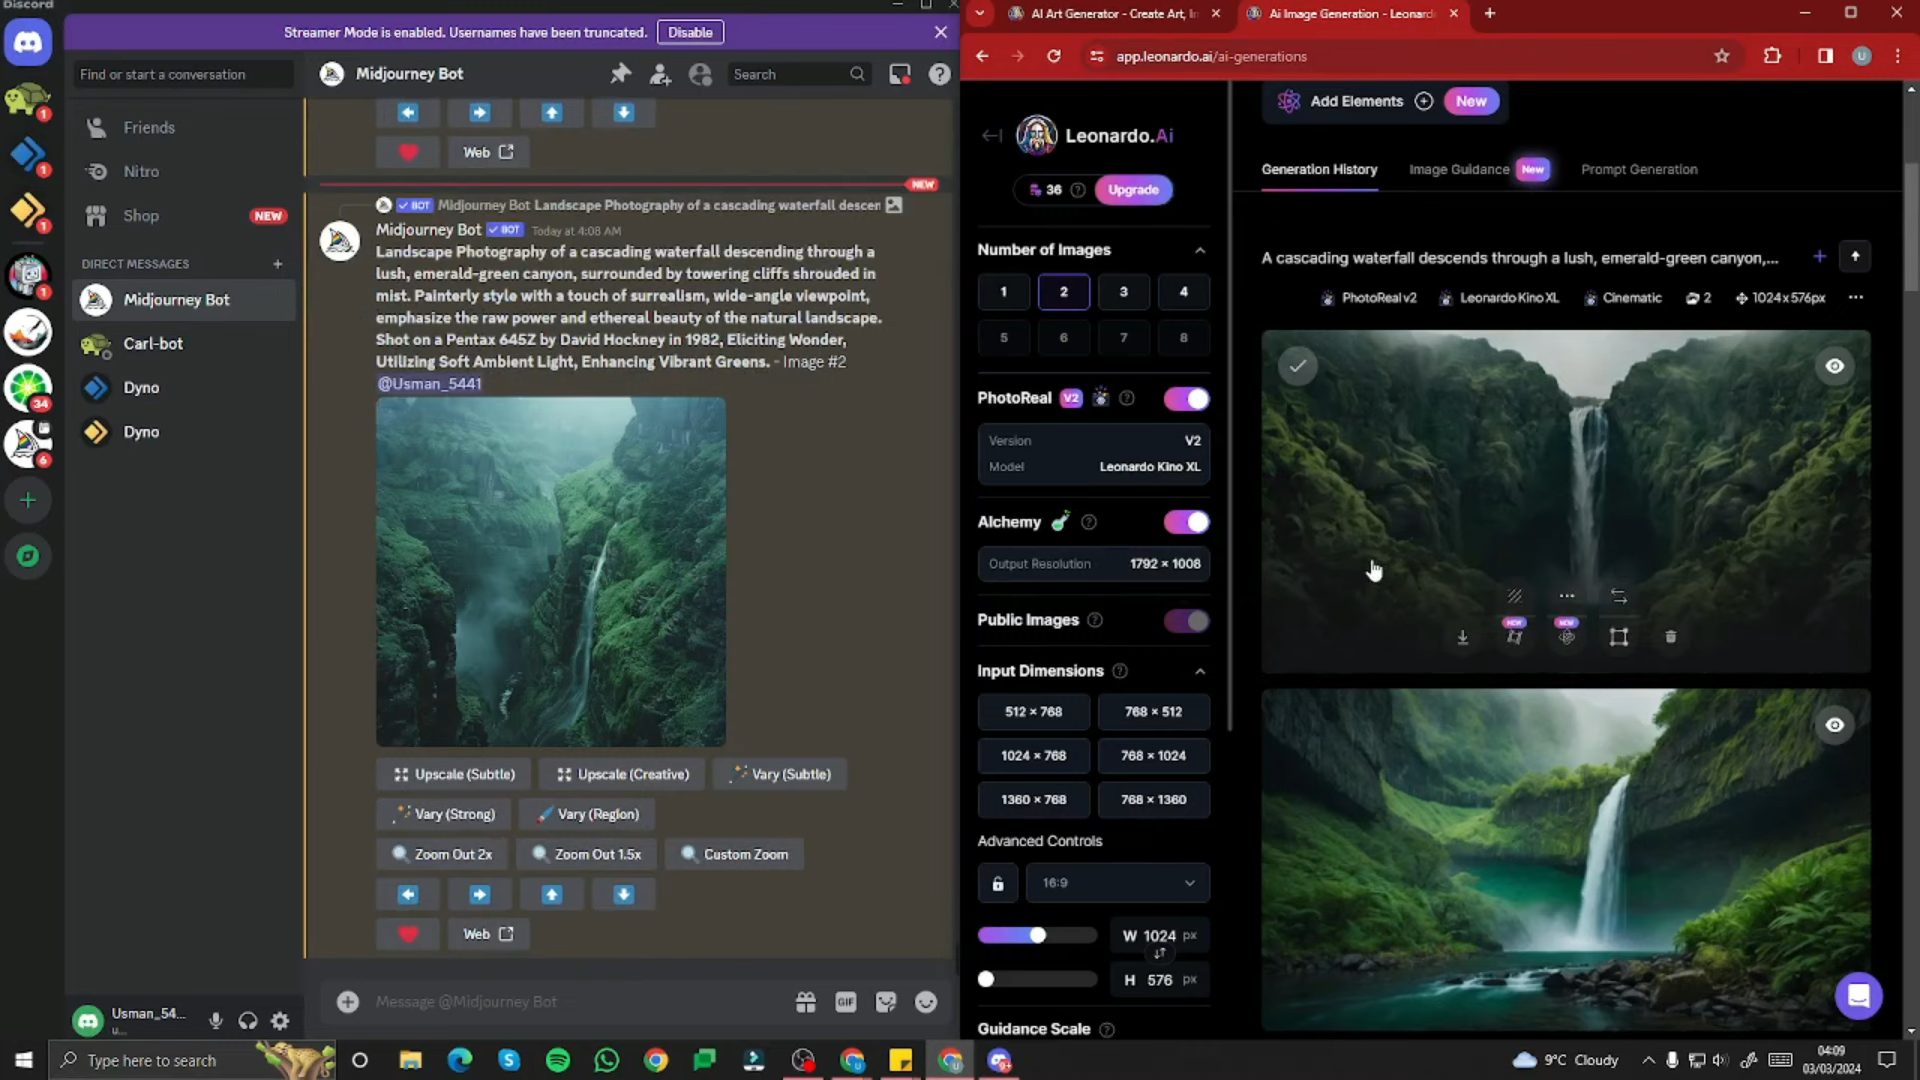 Discord
Streamer Mode is enabled. Usernames have been truncated.
Disable
Find or start a conversation
Friends
Nitro
Shop
NEW
DIRECT MESSAGES
Midjourney Bot
Carl-bot
Dyno
Dyno
1
1
1
1
34
6
Usman_54...
u...
Midjourney Bot
Search
Web
NEW
BOT Midjourney Bot Landscape Photography of a cascading waterfall descen
Midjourney Bot BOT Today at 4:08 AM
Landscape Photography of a cascading waterfall descending through a
lush, emerald-green canyon, surrounded by towering cliffs shrouded in
mist. Painterly style with a touch of surrealism, wide-angle viewpoint,
emphasize the raw power and ethereal beauty of the natural landscape.
Shot on a Pentax 645Z by David Hockney in 1982, Eliciting Wonder,
Utilizing Soft Ambient Light, Enhancing Vibrant Greens. - Image #2
@Usman_5441
Upscale (Subtle) Upscale (Creative) Vary (Subtle)
Vary (Strong) Vary (Region)
Zoom Out 2x Zoom Out 1.5x Custom Zoom
Web
Message @Midjourney Bot
GIF
AI Art Generator - Create Art, In
Ai Image Generation - Leonard
app.leonardo.ai/ai-generations
U
Leonardo.Ai
36
Upgrade
Number of Images
1 2 3 4
5 6 7 8
PhotoReal V2
Version V2
Model Leonardo Kino XL
Alchemy
Output Resolution 1792 × 1008
Public Images
Input Dimensions
512 × 768 768 × 512
1024 × 768 768 × 1024
1360 × 768 768 × 1360
Advanced Controls
16:9
W 1024 px
H 576 px
Guidance Scale
Add Elements New
Generation History Image Guidance New Prompt Generation
A cascading waterfall descends through a lush, emerald-green canyon,...
PhotoReal v2 Leonardo Kino XL Cinematic 2 1024x576px
NEW NEW
Type here to search
9°C Cloudy
04:09
03/03/2024